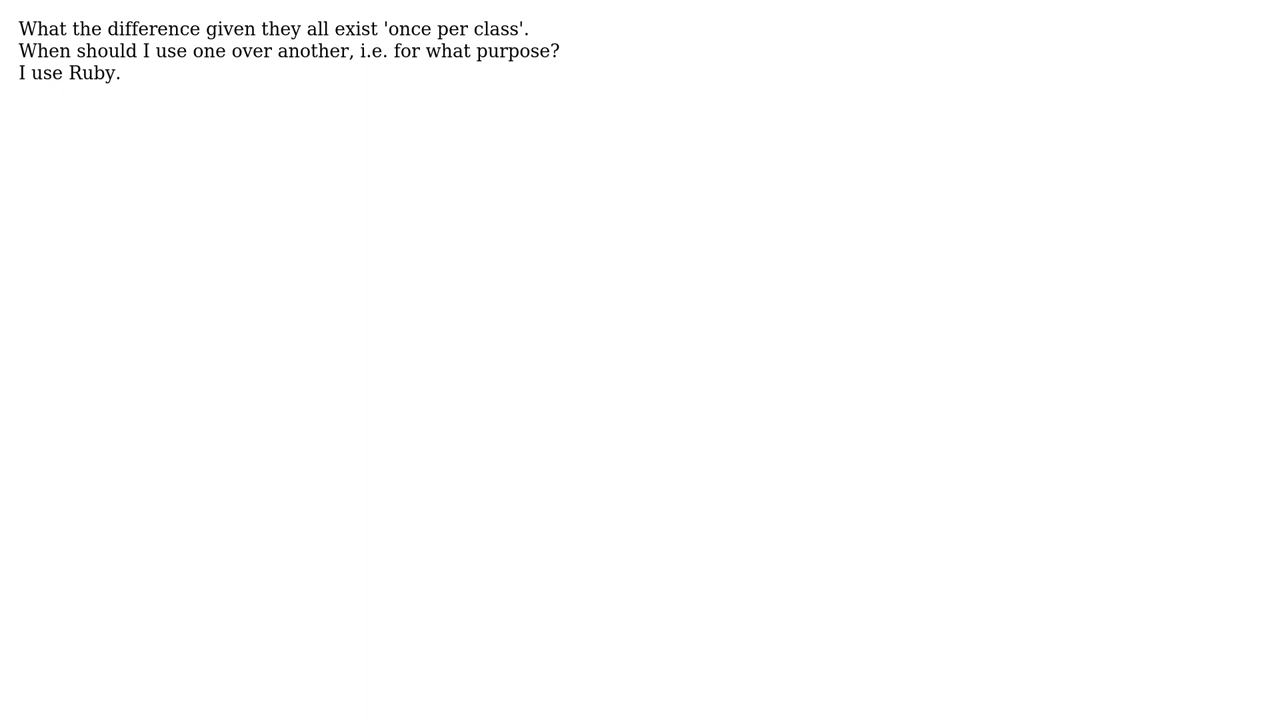 What the difference given they all exist 'once per class'.
When should I use one over another, i.e. for what purpose?
I use Ruby.